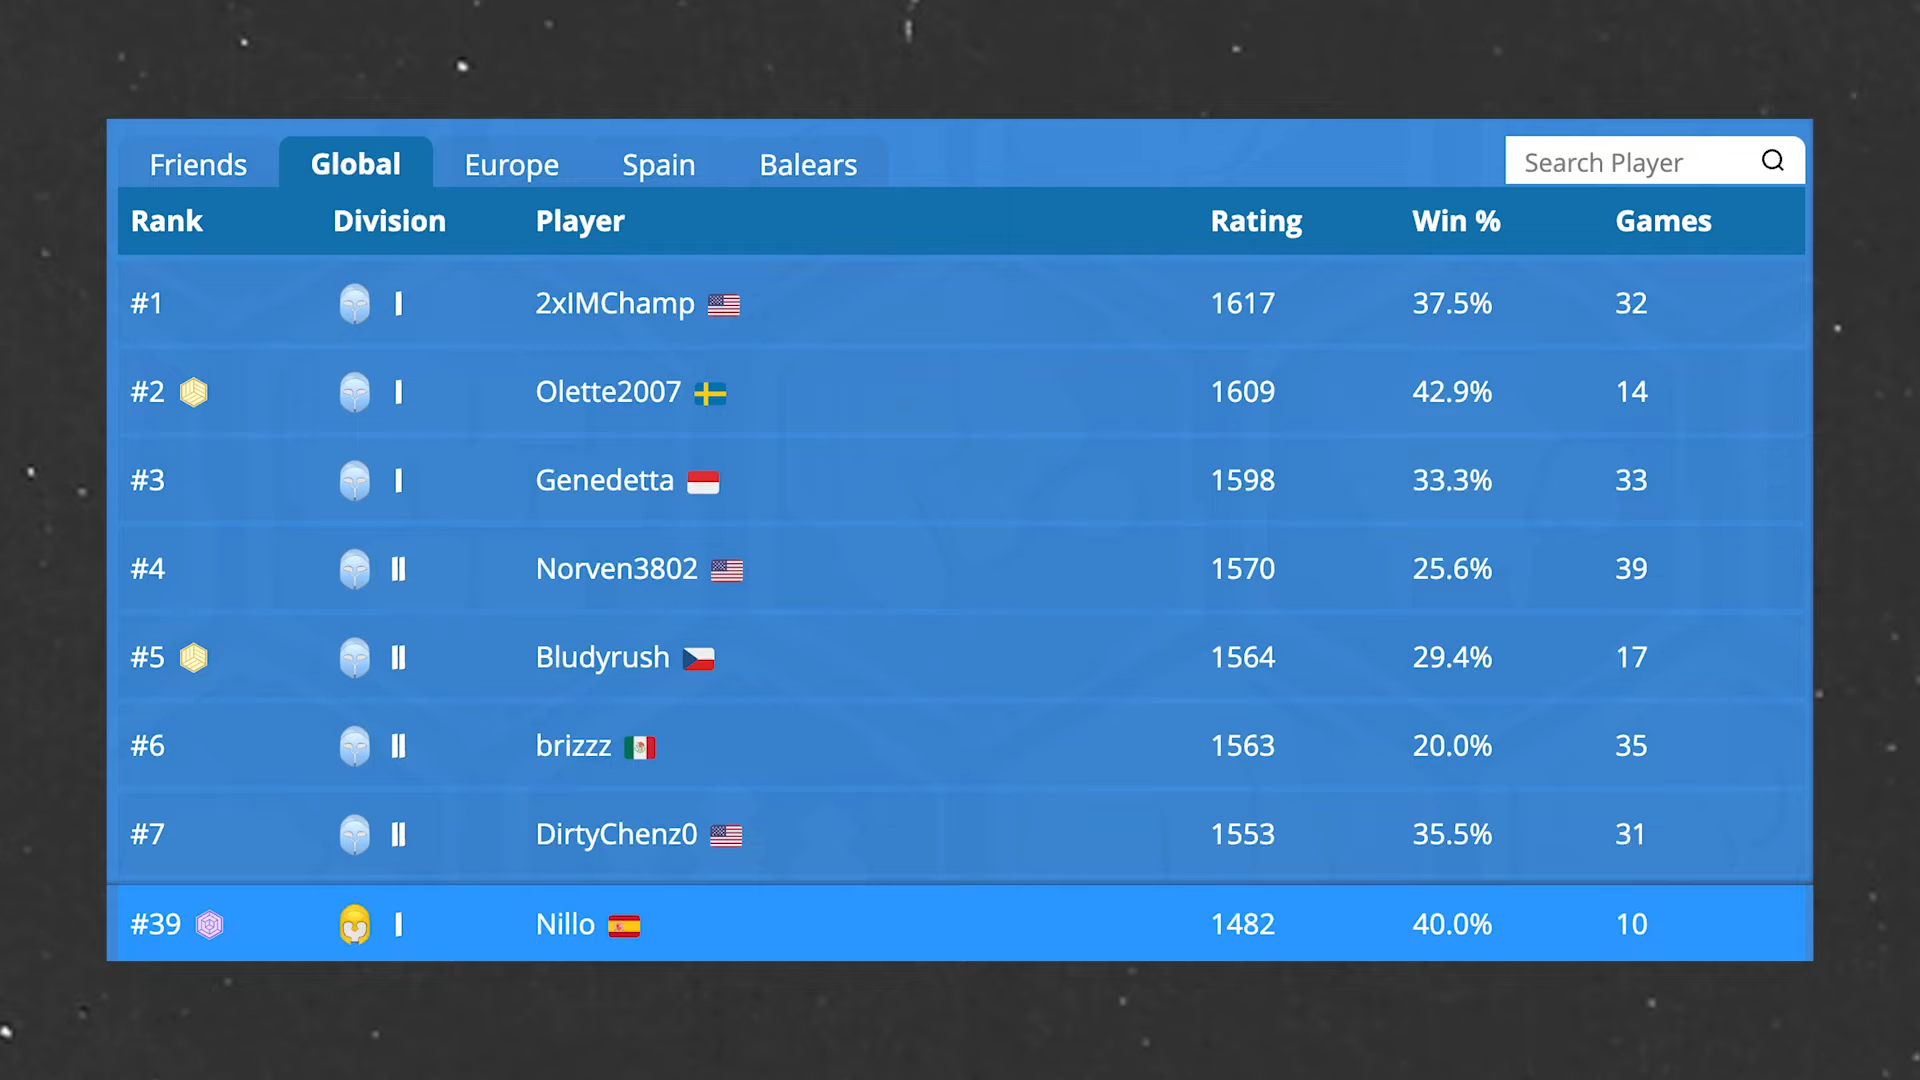 Friends Global Europe Spain Balears Search Player
Rank Division Player Rating Win % Games
#1 I 2xIMChamp 1617 37.5% 32
#2 I Olette2007 1609 42.9% 14
#3 I Genedetta 1598 33.3% 33
#4 II Norven3802 1570 25.6% 39
#5 II Bludyrush 1564 29.4% 17
#6 II brizzz 1563 20.0% 35
#7 II DirtyChenz0 1553 35.5% 31
#39 I Nillo 1482 40.0% 10